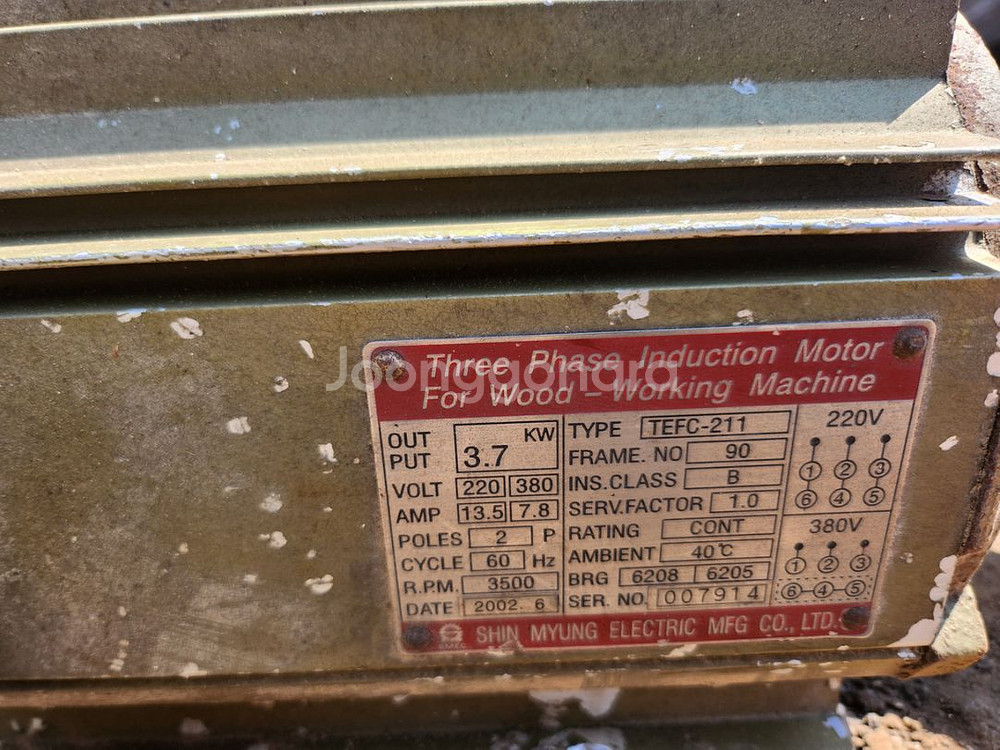 Three Phase Induction Motor
For Wood-Working Machine
Joonggonara
OUT PUT 3.7 KW
VOLT 220 380
AMP 13.5 7.8
POLES 2 P
CYCLE 60 Hz
R.P.M. 3500
DATE 2002. 6
TYPE TEFC-211
FRAME. NO 90
INS.CLASS B
SERV.FACTOR 1.0
RATING CONT
AMBIENT 40℃
BRG 6208 6205
SER. NO. 007914
220V
① ② ③
⑥ ④ ⑤
380V
① ② ③
⑥-④-⑤
SHIN MYUNG ELECTRIC MFG CO., LTD.